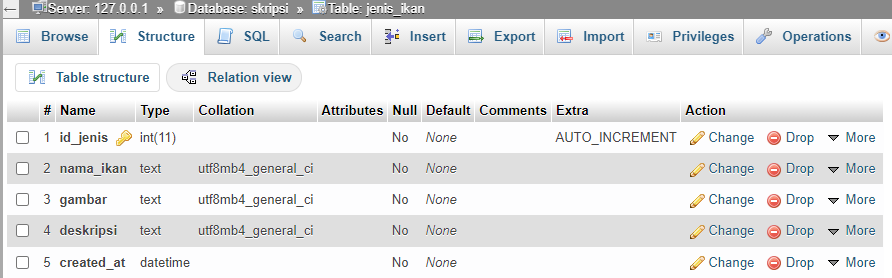 ← Server: 127.0.0.1 » Database: skripsi » Table: jenis_ikan
Browse Structure SQL Search Insert Export Import Privileges Operations
Table structure Relation view
# Name Type Collation Attributes Null Default Comments Extra Action
1 id_jenis int(11) No None AUTO_INCREMENT Change Drop More
2 nama_ikan text utf8mb4_general_ci No None Change Drop More
3 gambar text utf8mb4_general_ci No None Change Drop More
4 deskripsi text utf8mb4_general_ci No None Change Drop More
5 created_at datetime No None Change Drop More